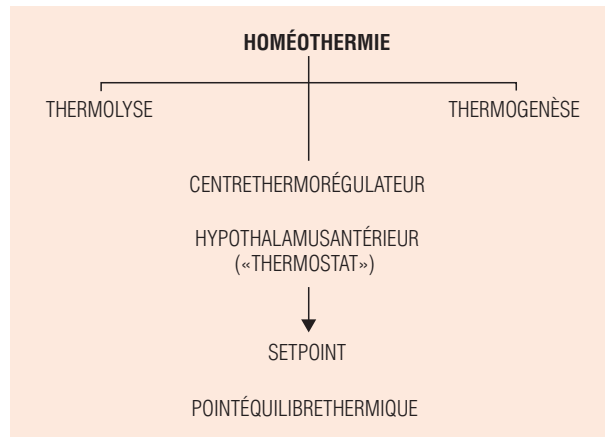 HOMÉOTHERMIE
THERMOLYSE
THERMOGENÈSE
CENTRETHERMORÉGULATEUR
HYPOTHALAMUSANTÉRIEUR
(«THERMOSTAT»)
SETPOINT
POINTÉQUILIBRETHERMIQUE